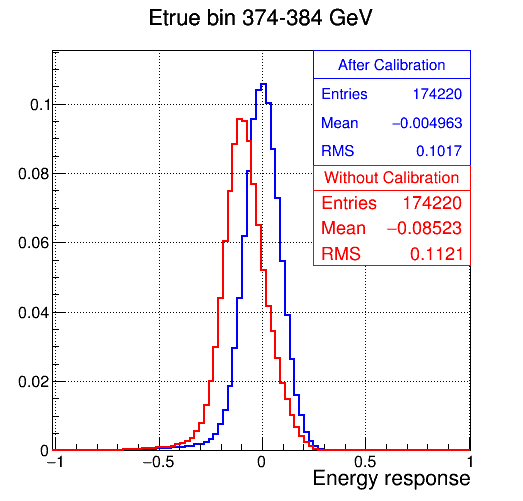 Etrue bin 374-384 GeV
After Calibration
Entries 174220
Mean −0.004963
RMS 0.1017
Without Calibration
Entries 174220
Mean −0.08523
RMS 0.1121
0.1
0.08
0.06
0.04
0.02
0
−1 −0.5 0 0.5 1
Energy response